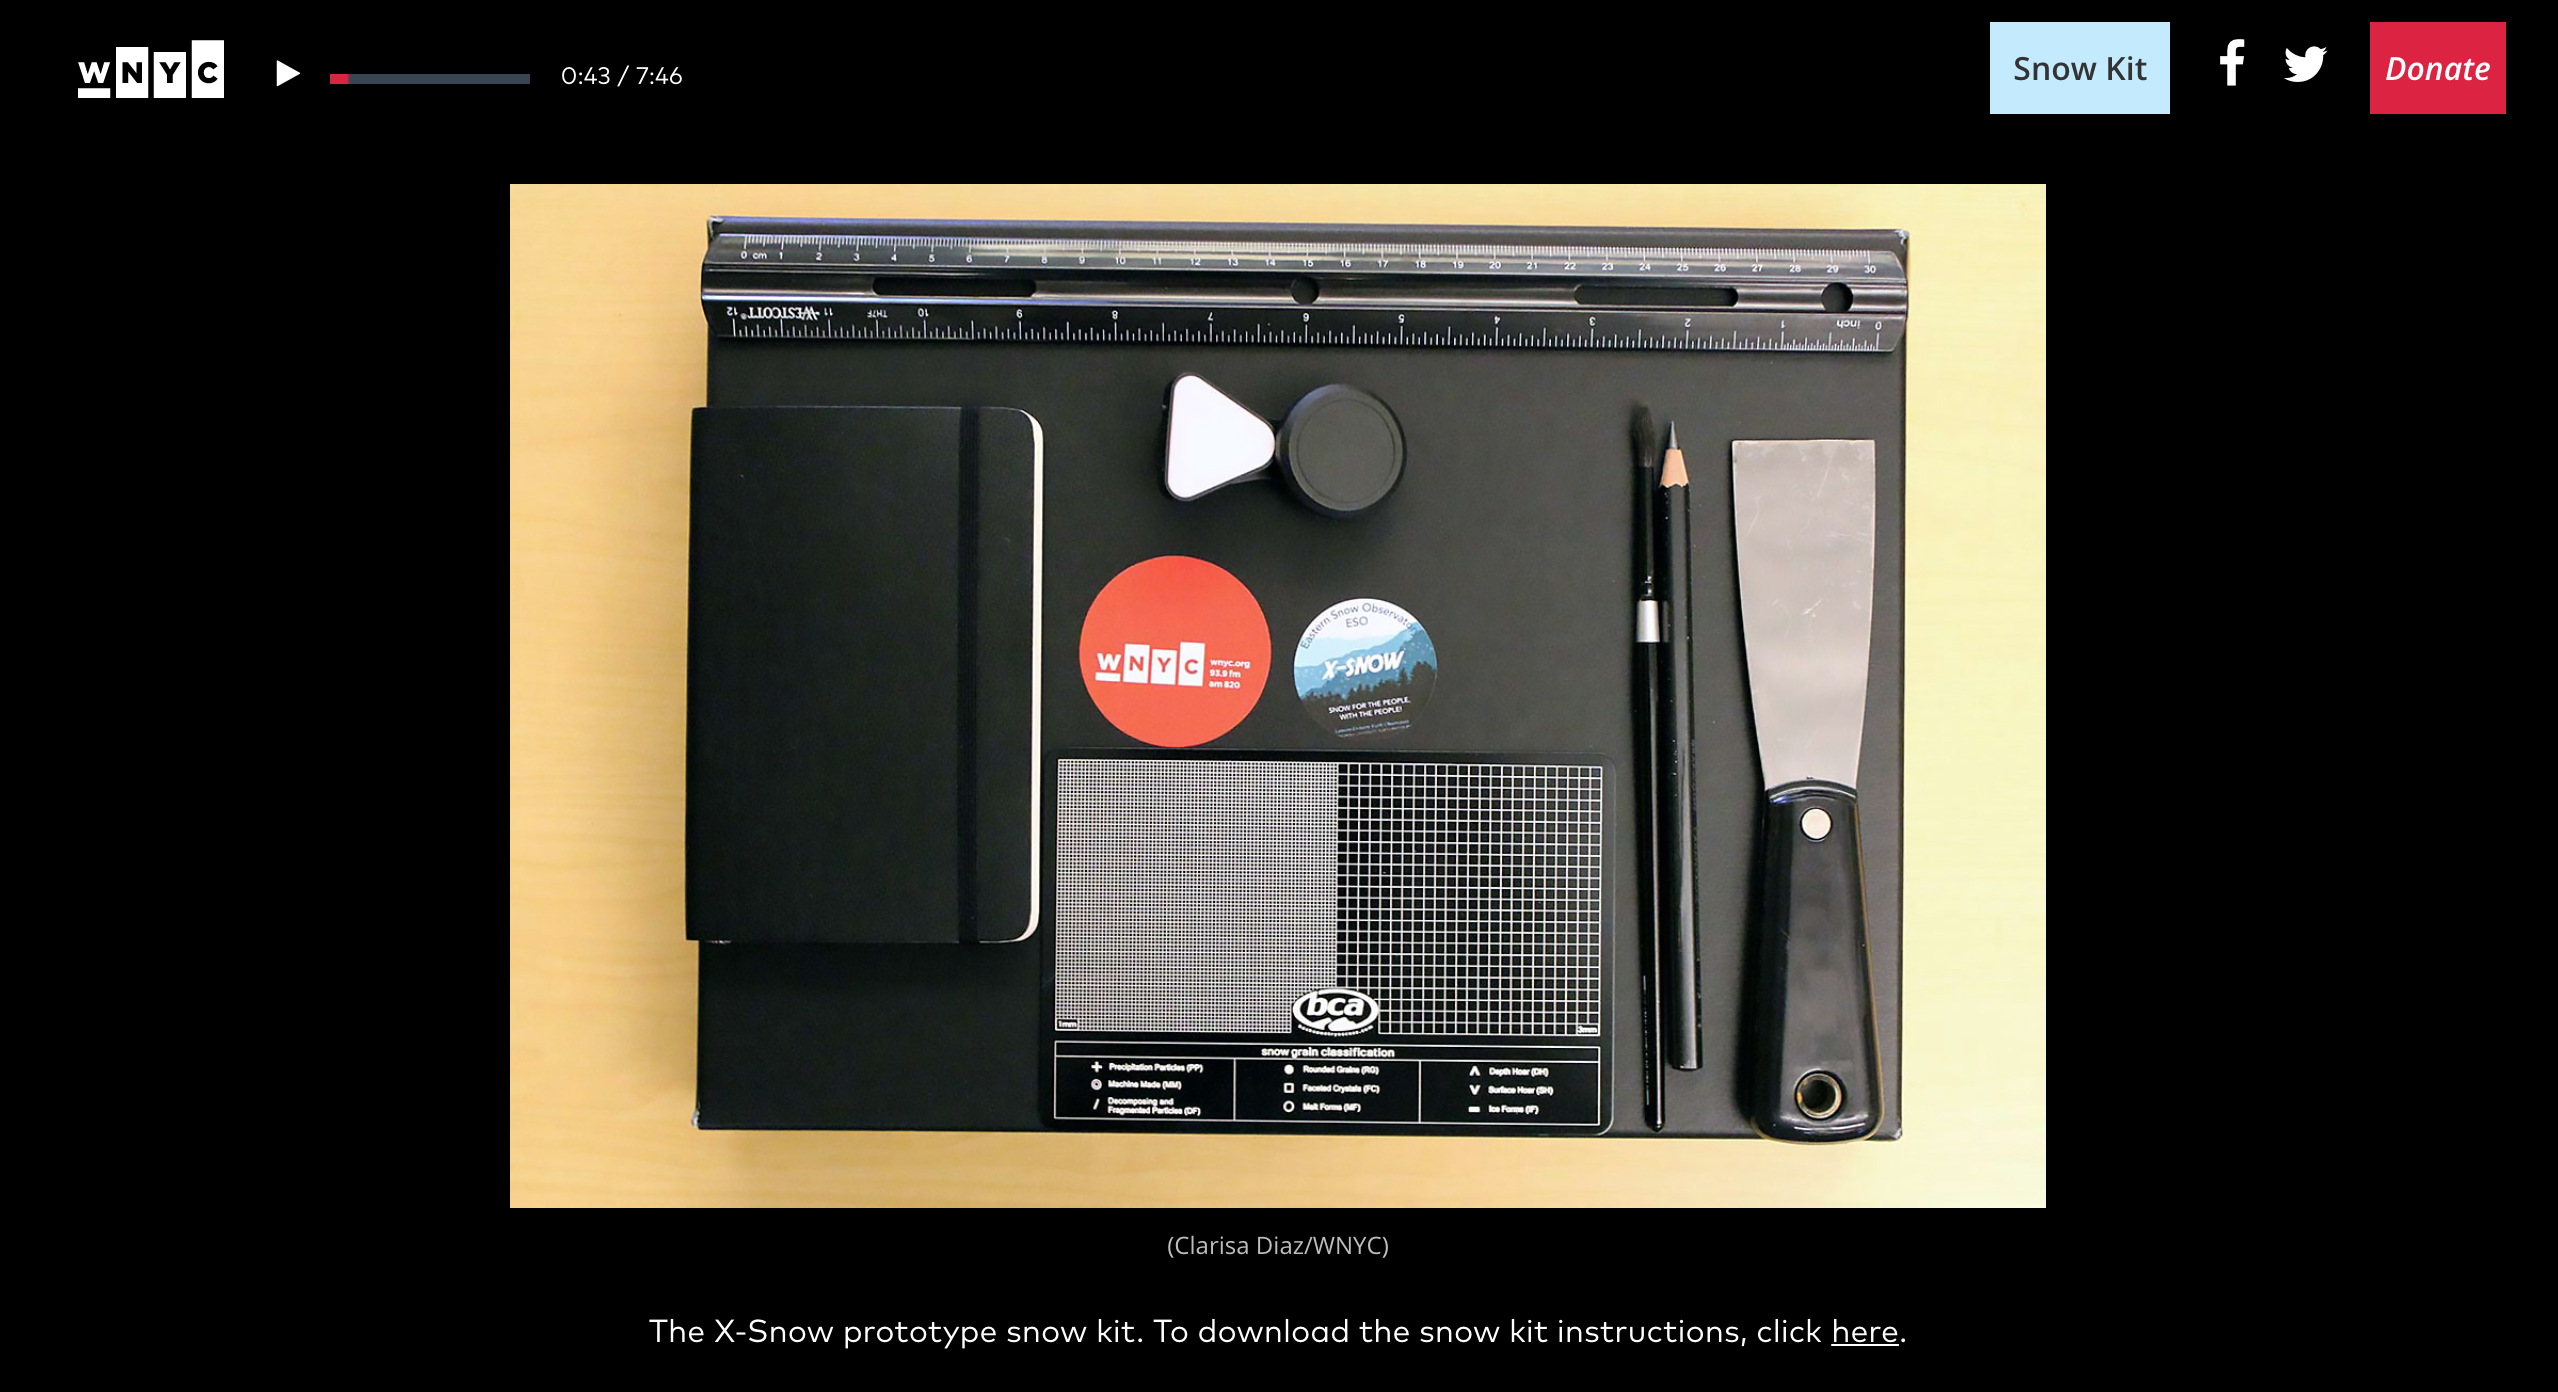 WNYC
0:43 / 7:46
Snow Kit
Donate
0 cm 1 2 3 4 5 6 7 8 9 10 11 12 13 14 15 16 17 18 19 20 21 22 23 24 25 26 27 28 29 30
12 WESTCOTT® 11 10 9 8 7 6 5 4 3 2 1 inch 0
WNYC
wnyc.org
93.9 fm
am 820
Eastern Snow Observatory
ESO
X-SNOW
SNOW FOR THE PEOPLE,
WITH THE PEOPLE!
bca
1mm
3mm
snow grain classification
Precipitation Particles (PP)
Machine Made (MM)
Decomposing and
Fragmented Particles (DF)
Rounded Grains (RG)
Faceted Crystals (FC)
Melt Forms (MF)
Depth Hoar (DH)
Surface Hoar (SH)
Ice Forms (IF)
(Clarisa Diaz/WNYC)
The X-Snow prototype snow kit. To download the snow kit instructions, click here.